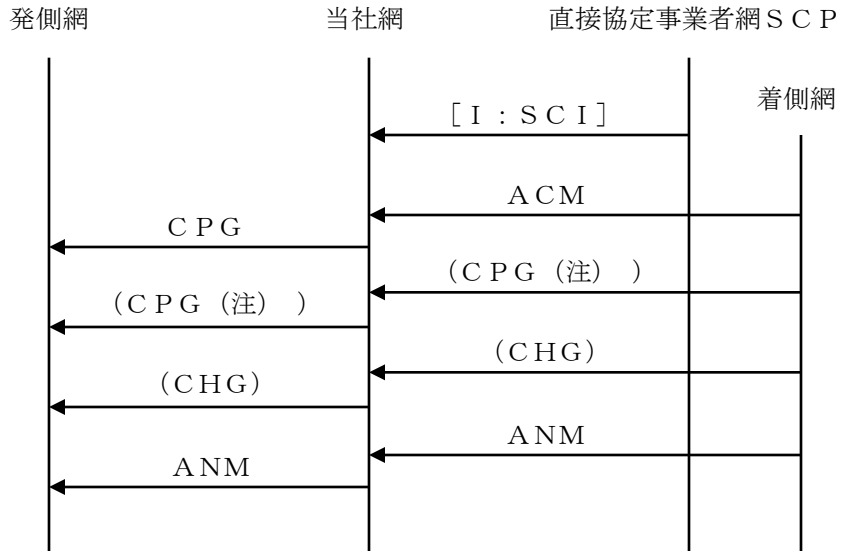 発側網
当社網
直接協定事業者網ＳＣＰ
着側網
［Ｉ：ＳＣＩ］
ＡＣＭ
ＣＰＧ
（ＣＰＧ（注） ）
（ＣＰＧ（注） ）
（ＣＨＧ）
（ＣＨＧ）
ＡＮＭ
ＡＮＭ